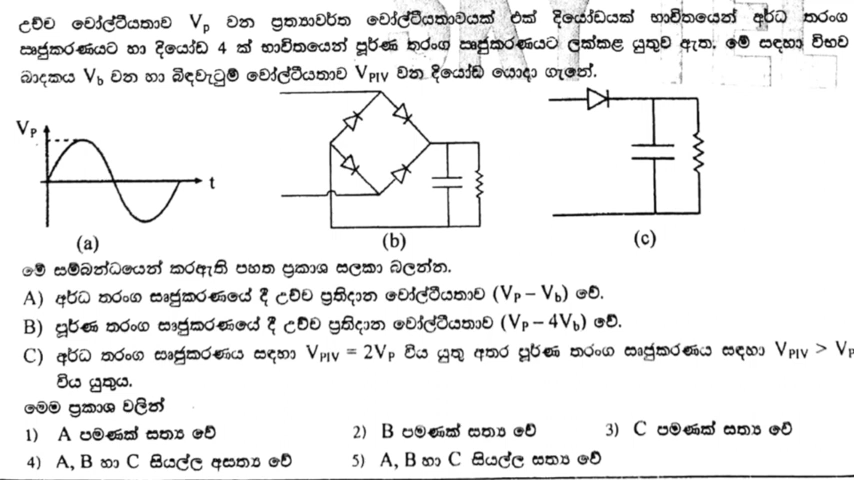 උච්ච වෝල්ටීයතාව Vp වන ප්‍රත්‍යාවර්ත වෝල්ටීයතාවයක් එක් දියෝඩයක් භාවිතයෙන් අර්ධ තරංග
සෘජුකරණයට හා දියෝඩ 4 ක් භාවිතයෙන් පූර්ණ තරංග සෘජුකරණයට ලක්කළ යුතුව ඇත. මේ සඳහා විභව
බාදකය Vb වන හා බිඳවැටුම් වෝල්ටීයතාව VPIV වන දියෝඩ යොදා ගැනේ.
VP
t
(a) (b) (c)
මේ සම්බන්ධයෙන් කරඇති පහත ප්‍රකාශ සලකා බලන්න.
A) අර්ධ තරංග සෘජුකරණයේ දී උච්ච ප්‍රතිදාන වෝල්ටීයතාව (VP – Vb) වේ.
B) පූර්ණ තරංග සෘජුකරණයේ දී උච්ච ප්‍රතිදාන වෝල්ටීයතාව (VP – 4Vb) වේ.
C) අර්ධ තරංග සෘජුකරණය සඳහා VPIV = 2VP විය යුතු අතර පූර්ණ තරංග සෘජුකරණය සඳහා VPIV > VP
විය යුතුය.
මෙම ප්‍රකාශ වලින්
1) A පමණක් සත්‍ය වේ 2) B පමණක් සත්‍ය වේ 3) C පමණක් සත්‍ය වේ
4) A, B හා C සියල්ල අසත්‍ය වේ 5) A, B හා C සියල්ල සත්‍ය වේ